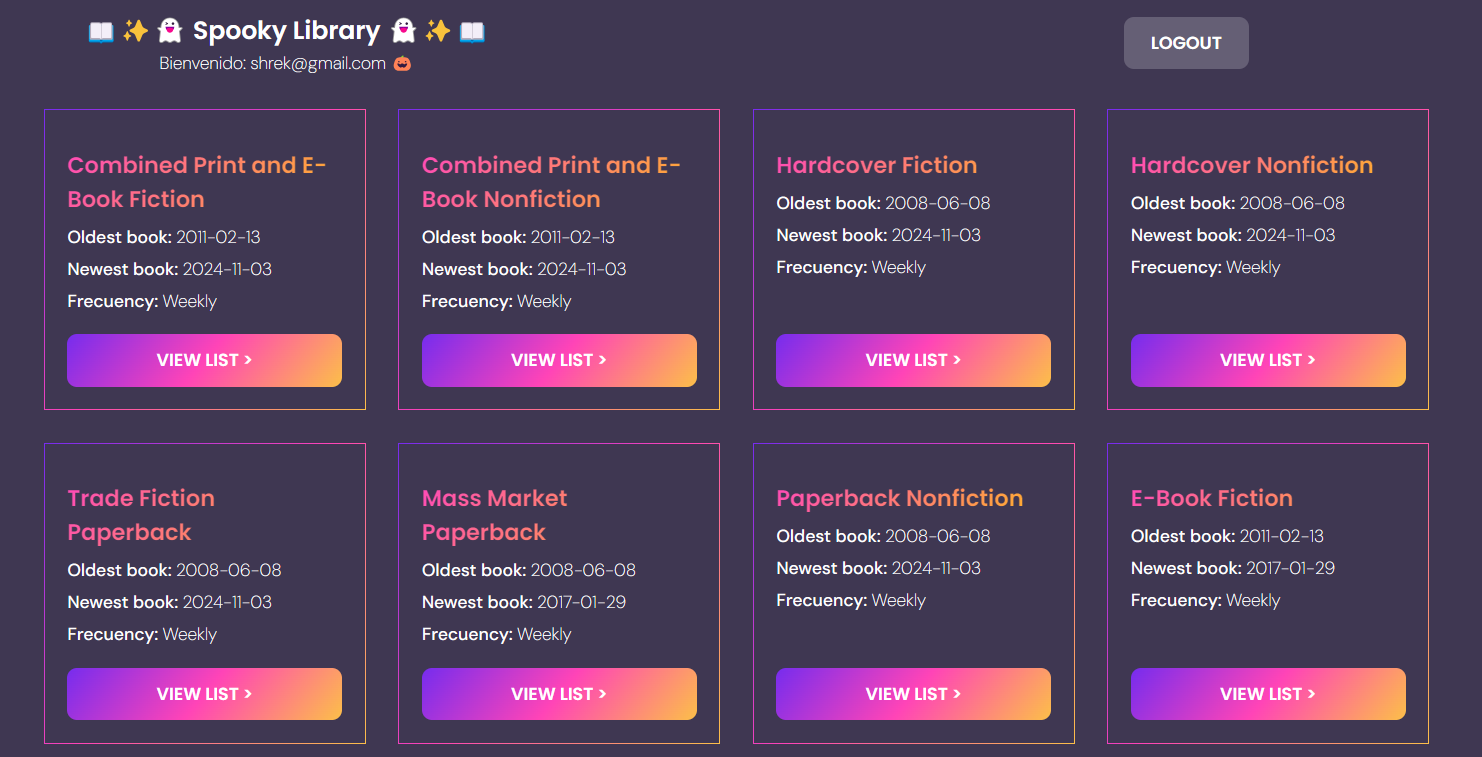 📖 ✨ 👻 Spooky Library 👻 ✨ 📖
Bienvenido: shrek@gmail.com 🎃
LOGOUT
Combined Print and E-
Book Fiction
Oldest book: 2011-02-13
Newest book: 2024-11-03
Frecuency: Weekly
VIEW LIST >
Combined Print and E-
Book Nonfiction
Oldest book: 2011-02-13
Newest book: 2024-11-03
Frecuency: Weekly
VIEW LIST >
Hardcover Fiction
Oldest book: 2008-06-08
Newest book: 2024-11-03
Frecuency: Weekly
VIEW LIST >
Hardcover Nonfiction
Oldest book: 2008-06-08
Newest book: 2024-11-03
Frecuency: Weekly
VIEW LIST >
Trade Fiction
Paperback
Oldest book: 2008-06-08
Newest book: 2024-11-03
Frecuency: Weekly
VIEW LIST >
Mass Market
Paperback
Oldest book: 2008-06-08
Newest book: 2017-01-29
Frecuency: Weekly
VIEW LIST >
Paperback Nonfiction
Oldest book: 2008-06-08
Newest book: 2024-11-03
Frecuency: Weekly
VIEW LIST >
E-Book Fiction
Oldest book: 2011-02-13
Newest book: 2017-01-29
Frecuency: Weekly
VIEW LIST >